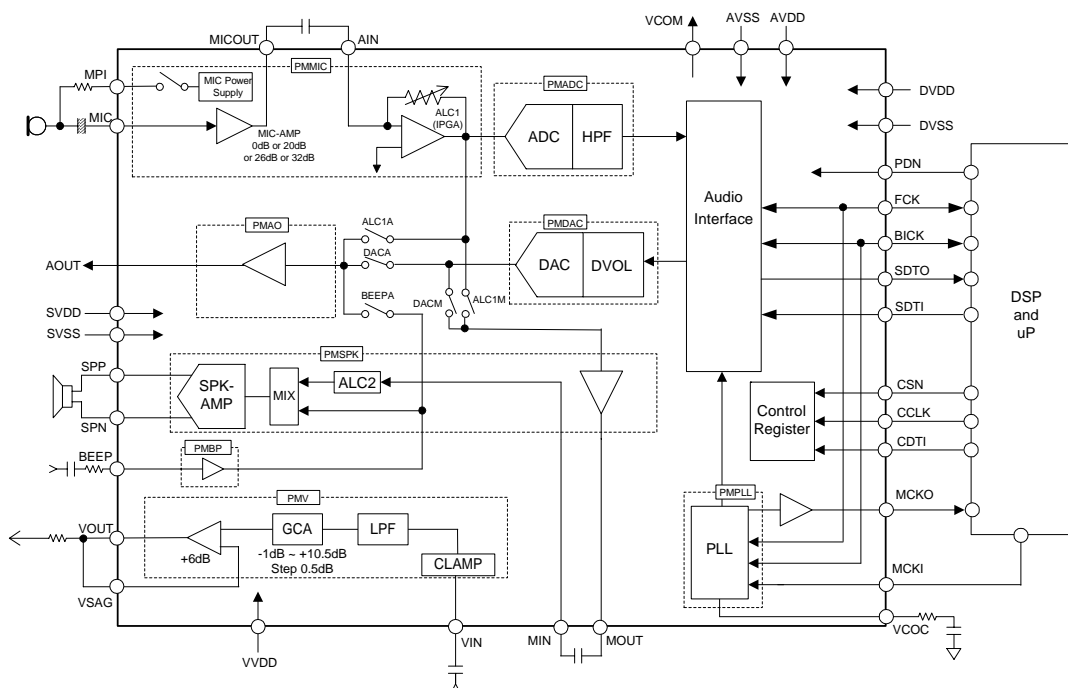 MICOUT
AIN
VCOM
AVSS
AVDD
MPI
PMMIC
MIC Power
Supply
PMADC
DVDD
MIC
ALC1
(IPGA)
MIC-AMP
0dB or 20dB
or 26dB or 32dB
ADC
HPF
DVSS
PDN
Audio
Interface
FCK
PMAO
ALC1A
PMDAC
BICK
AOUT
DACA
DAC
DVOL
SDTO
BEEPA
DACM
ALC1M
SDTI
DSP
and
uP
SVDD
SVSS
PMSPK
SPP
SPK-
AMP
MIX
ALC2
CSN
Control
Register
CCLK
SPN
CDTI
BEEP
PMBP
PMPLL
MCKO
PMV
VOUT
GCA
LPF
+6dB
-1dB ~ +10.5dB
Step 0.5dB
CLAMP
PLL
MCKI
VSAG
VCOC
VVDD
VIN
MIN
MOUT